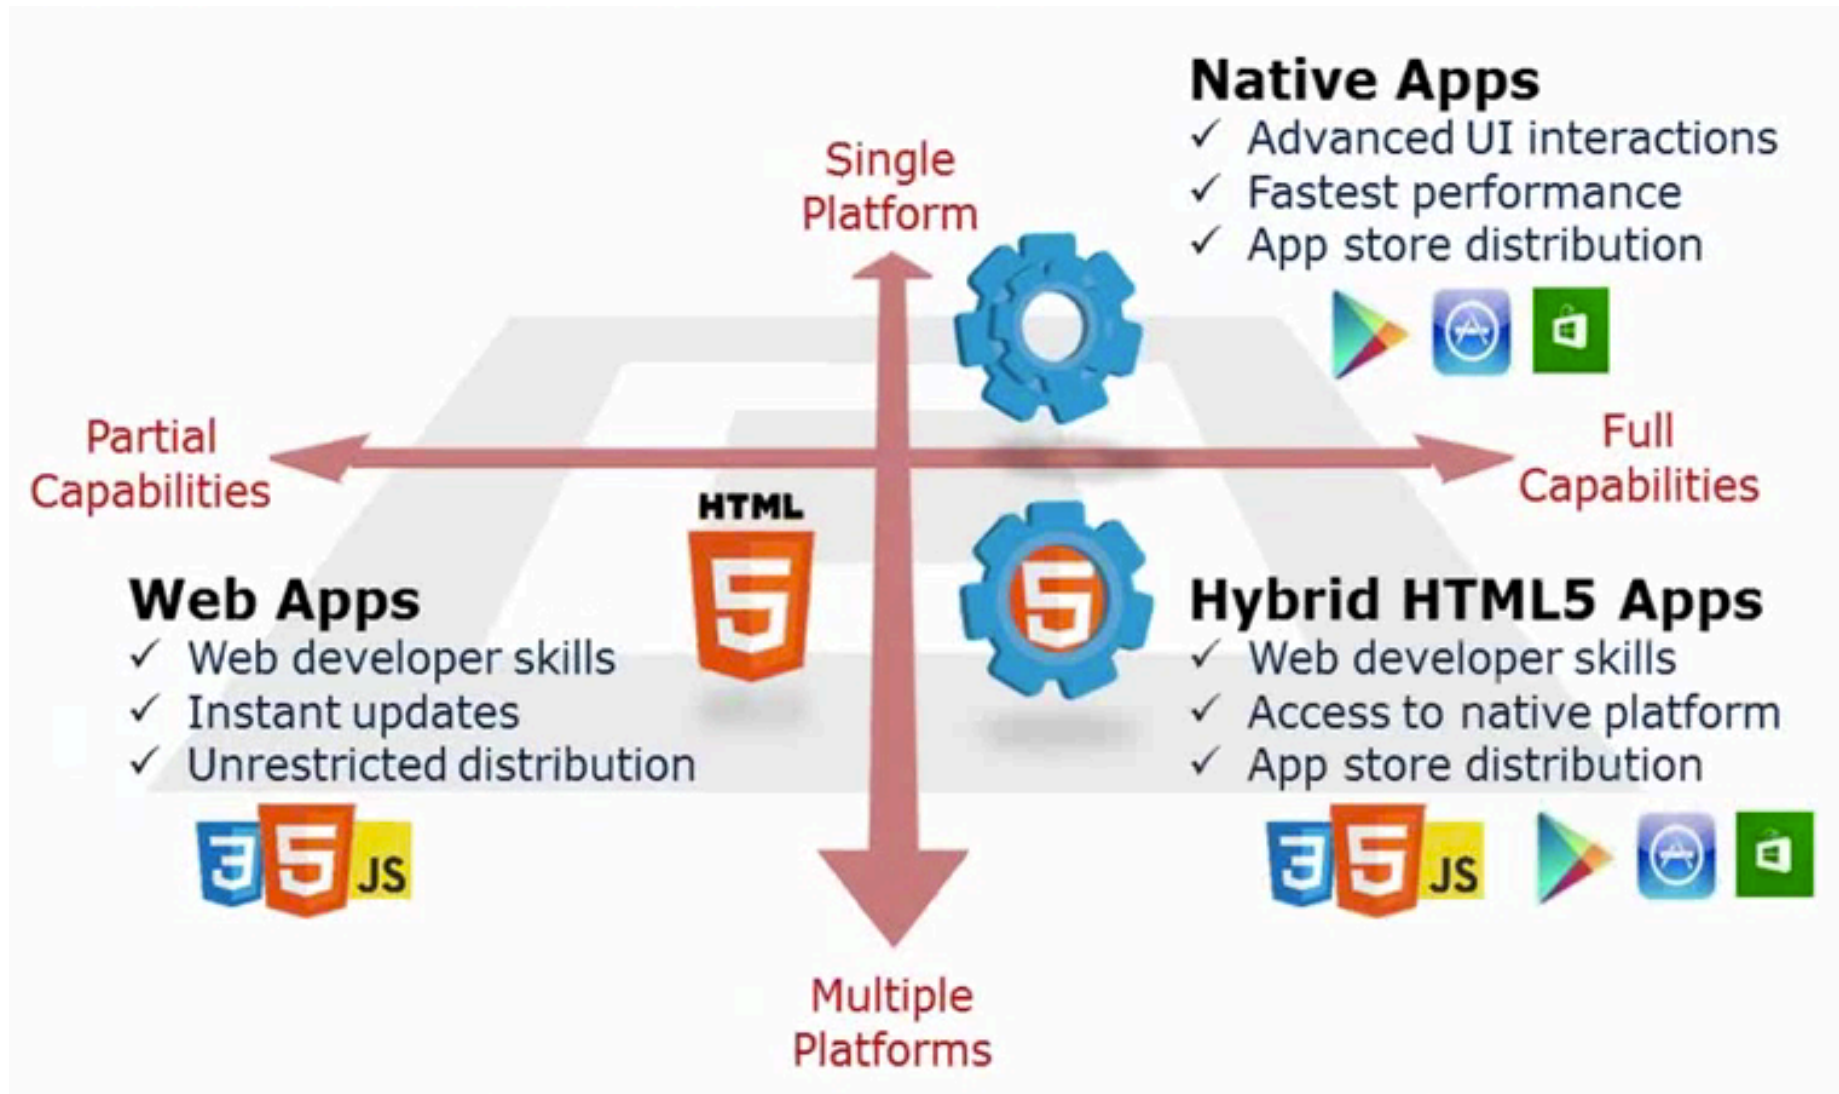 Native Apps
✓ Advanced UI interactions
✓ Fastest performance
✓ App store distribution
Single
Platform
Partial
Capabilities
Full
Capabilities
HTML
5
5
Web Apps
✓ Web developer skills
✓ Instant updates
✓ Unrestricted distribution
3 5 JS
Hybrid HTML5 Apps
✓ Web developer skills
✓ Access to native platform
✓ App store distribution
3 5 JS
Multiple
Platforms